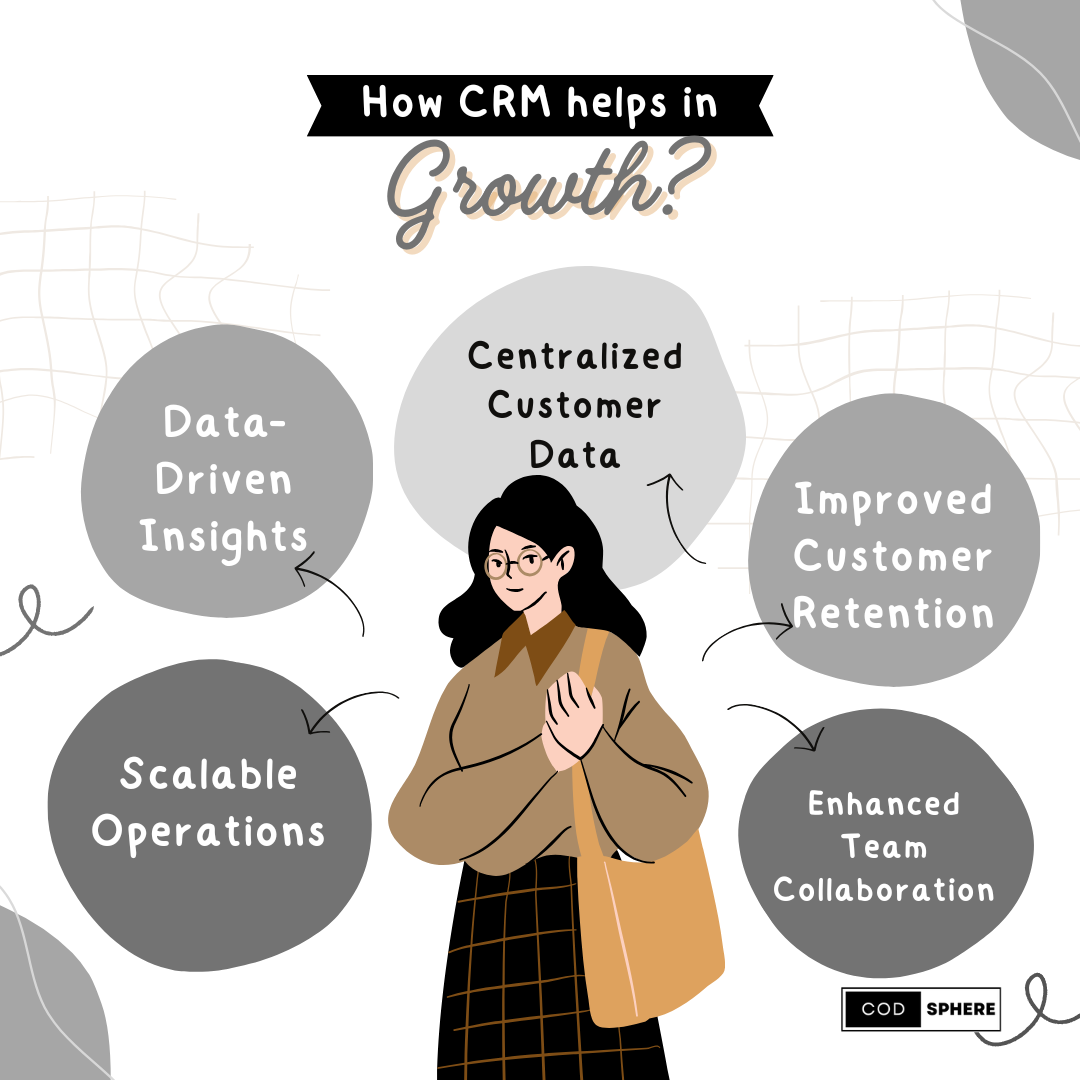 How CRM helps in
Growth?
Centralized
Customer
Data
Data-
Driven
Insights
Improved
Customer
Retention
Scalable
Operations
Enhanced
Team
Collaboration
COD SPHERE